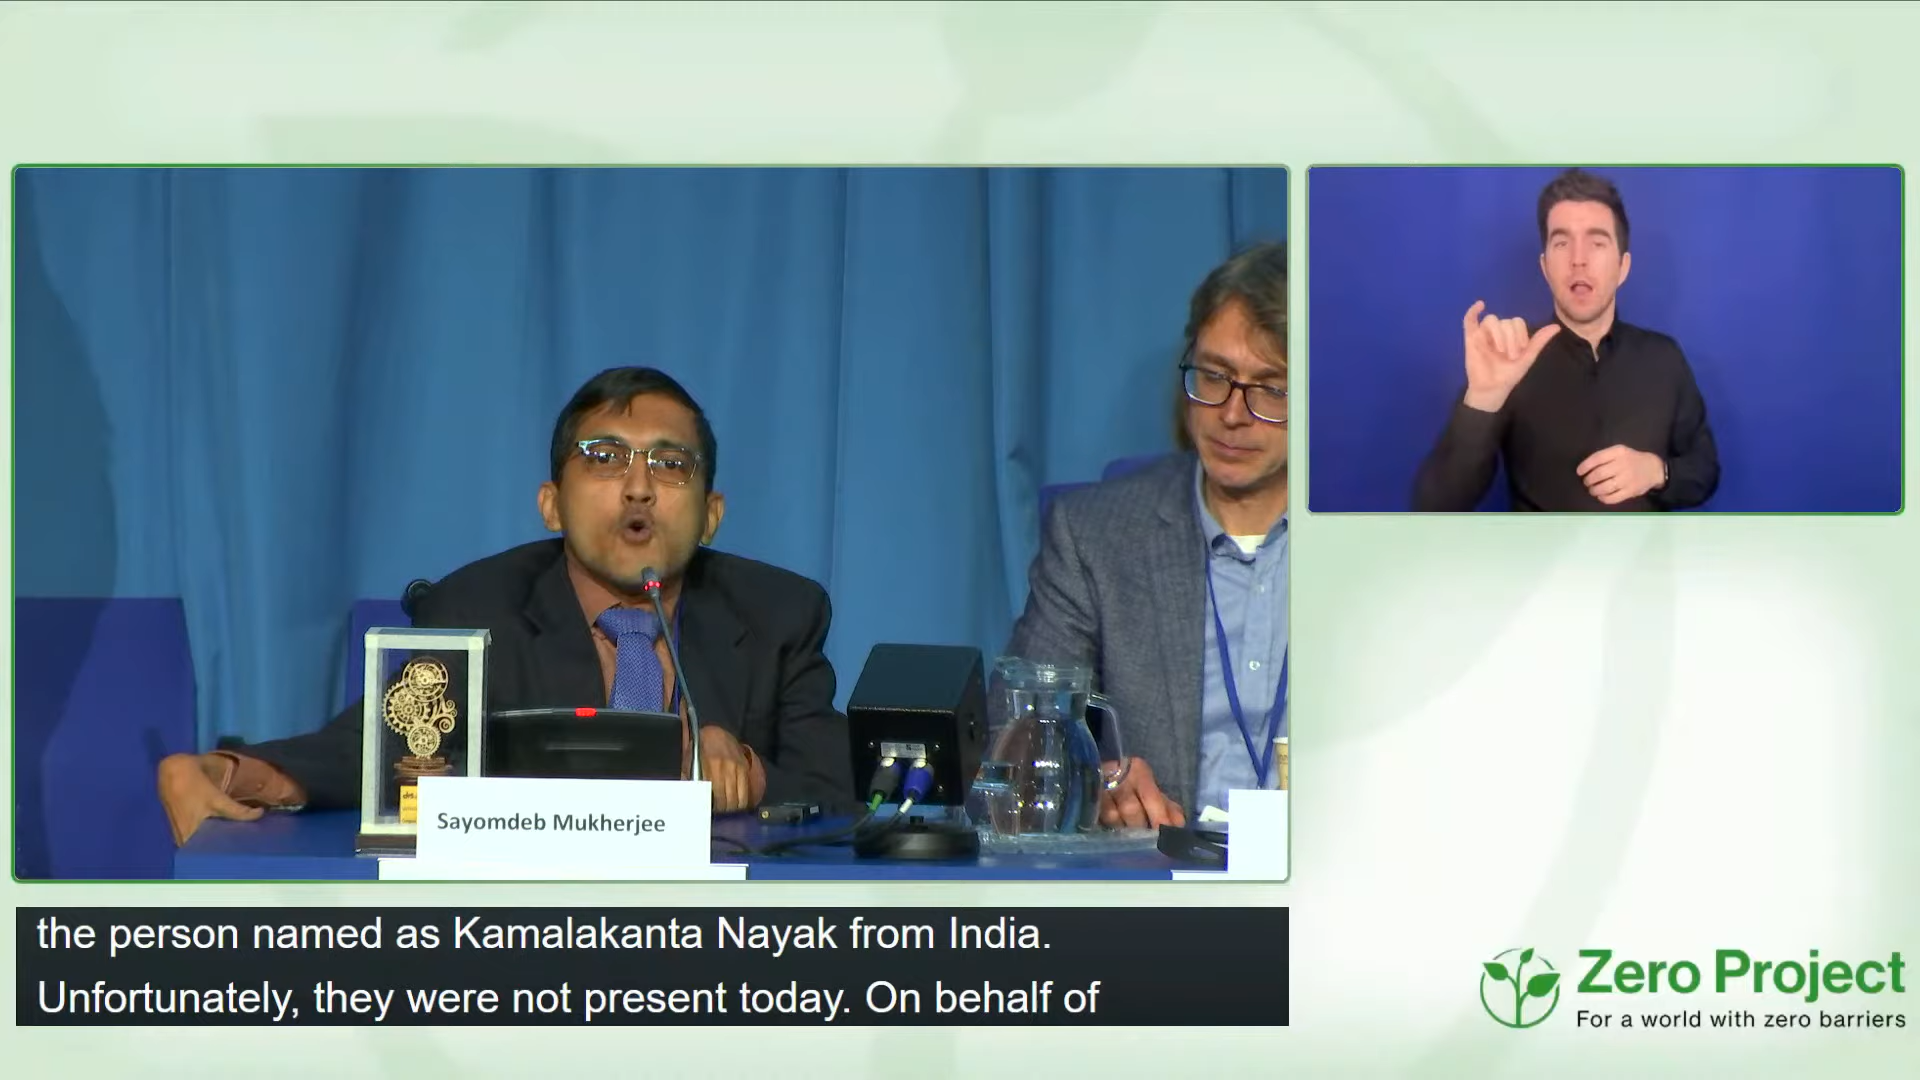 Sayomdeb Mukherjee
the person named as Kamalakanta Nayak from India.
Unfortunately, they were not present today. On behalf of
Zero Project
For a world with zero barriers